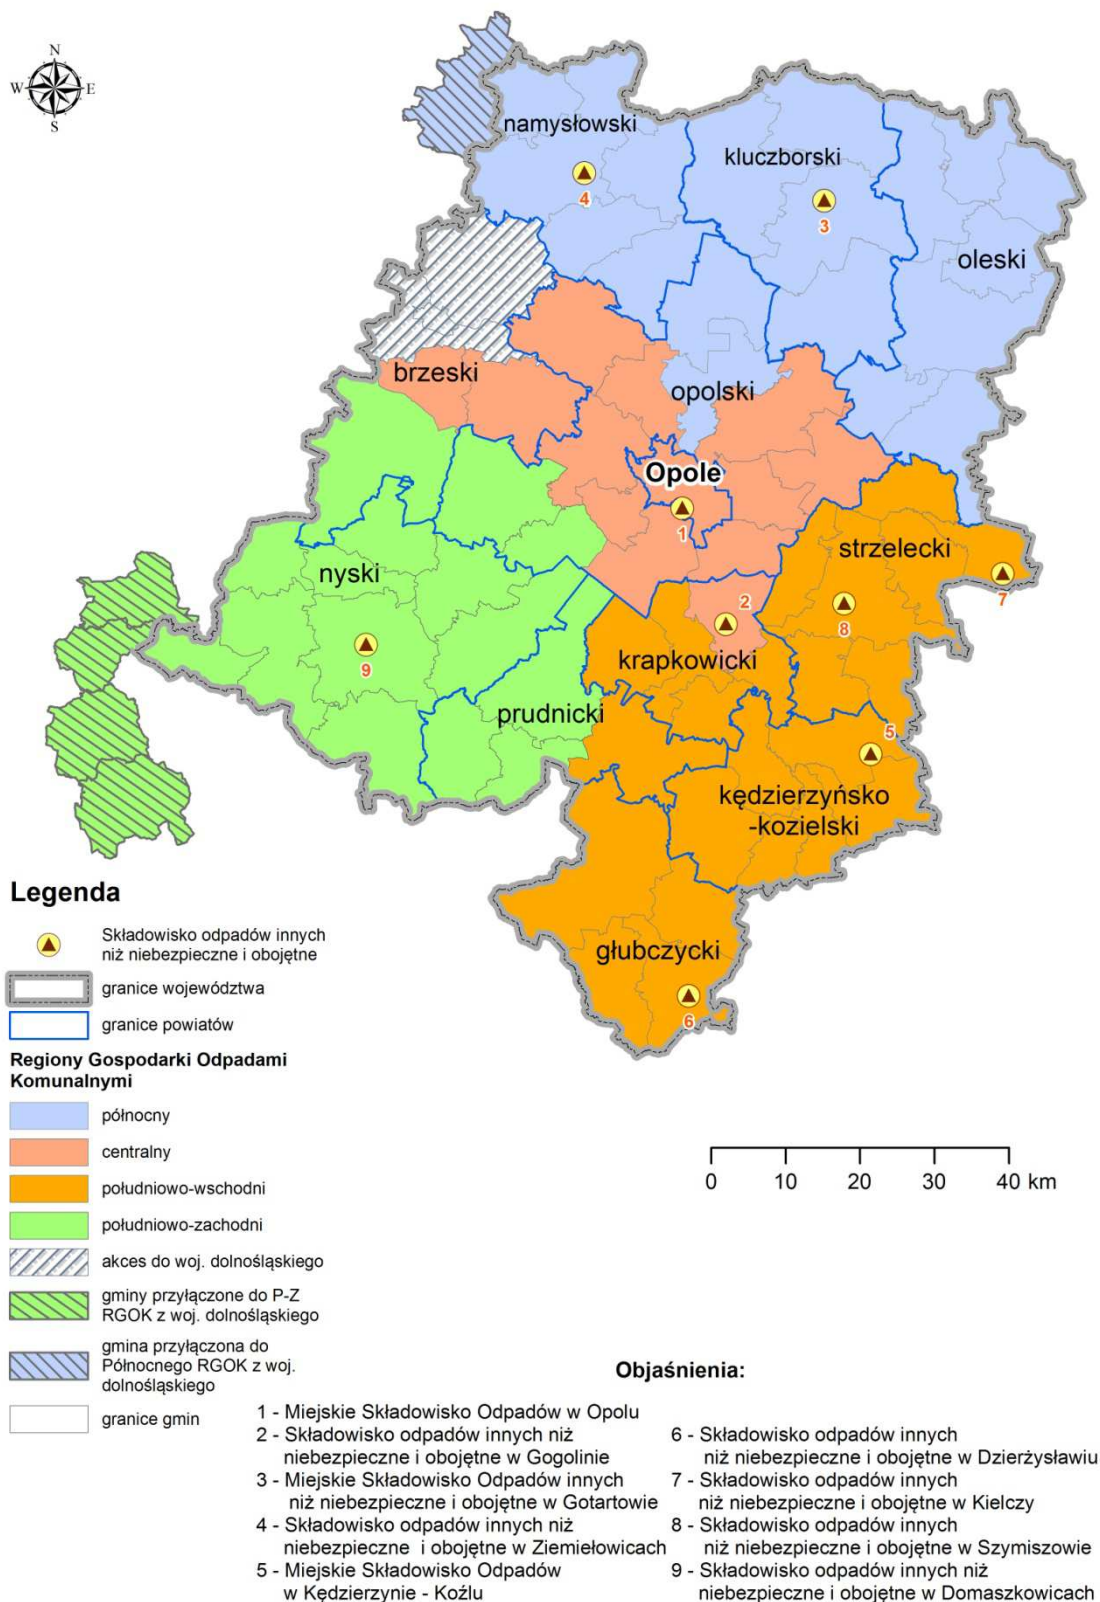 N
W E
S
namysłowski
kluczborski
4
3
oleski
brzeski
opolski
Opole
1
strzelecki
nyski
7
2
8
9
krapkowicki
prudnicki
5
kędzierzyńsko
-kozielski
głubczycki
6
Legenda
Składowisko odpadów innych
niż niebezpieczne i obojętne
granice województwa
granice powiatów
Regiony Gospodarki Odpadami
Komunalnymi
północny
centralny
południowo-wschodni
południowo-zachodni
akces do woj. dolnośląskiego
gminy przyłączone do P-Z
RGOK z woj. dolnośląskiego
gmina przyłączona do
Północnego RGOK z woj.
dolnośląskiego
granice gmin
0 10 20 30 40 km
Objaśnienia:
1 - Miejskie Składowisko Odpadów w Opolu
2 - Składowisko odpadów innych niż
niebezpieczne i obojętne w Gogolinie
3 - Miejskie Składowisko Odpadów innych
niż niebezpieczne i obojętne w Gotartowie
4 - Składowisko odpadów innych niż
niebezpieczne i obojętne w Ziemiełowicach
5 - Miejskie Składowisko Odpadów
w Kędzierzynie - Koźlu
6 - Składowisko odpadów innych
niż niebezpieczne i obojętne w Dzierżysławiu
7 - Składowisko odpadów innych
niż niebezpieczne i obojętne w Kielczy
8 - Składowisko odpadów innych
niż niebezpieczne i obojętne w Szymiszowie
9 - Składowisko odpadów innych niż
niebezpieczne i obojętne w Domaszkowicach